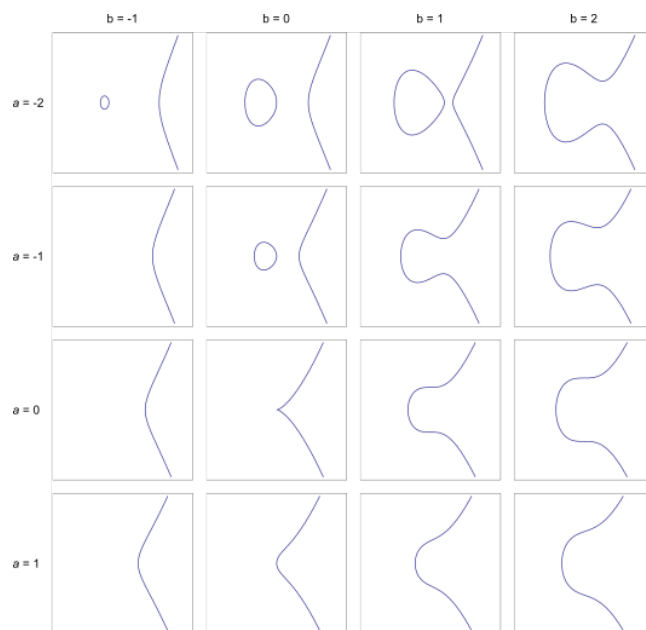 b = -1 b = 0 b = 1 b = 2
a = -2
a = -1
a = 0
a = 1